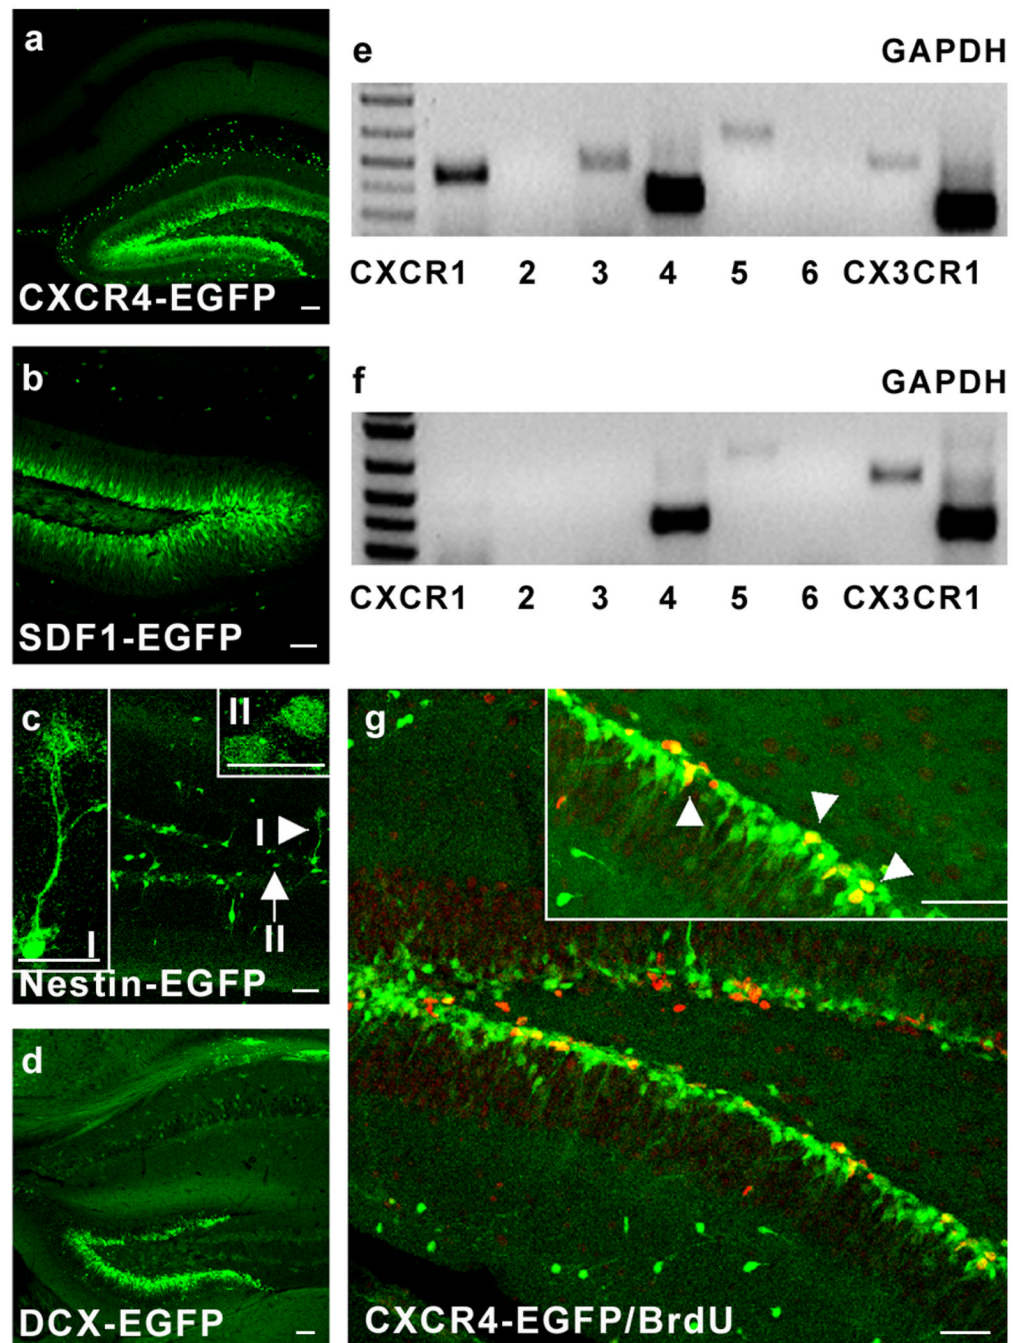 a
CXCR4-EGFP
b
SDF1-EGFP
c
I
II
I
II
Nestin-EGFP
d
DCX-EGFP
e
GAPDH
CXCR1 2 3 4 5 6 CX3CR1
f
GAPDH
CXCR1 2 3 4 5 6 CX3CR1
g
CXCR4-EGFP/BrdU